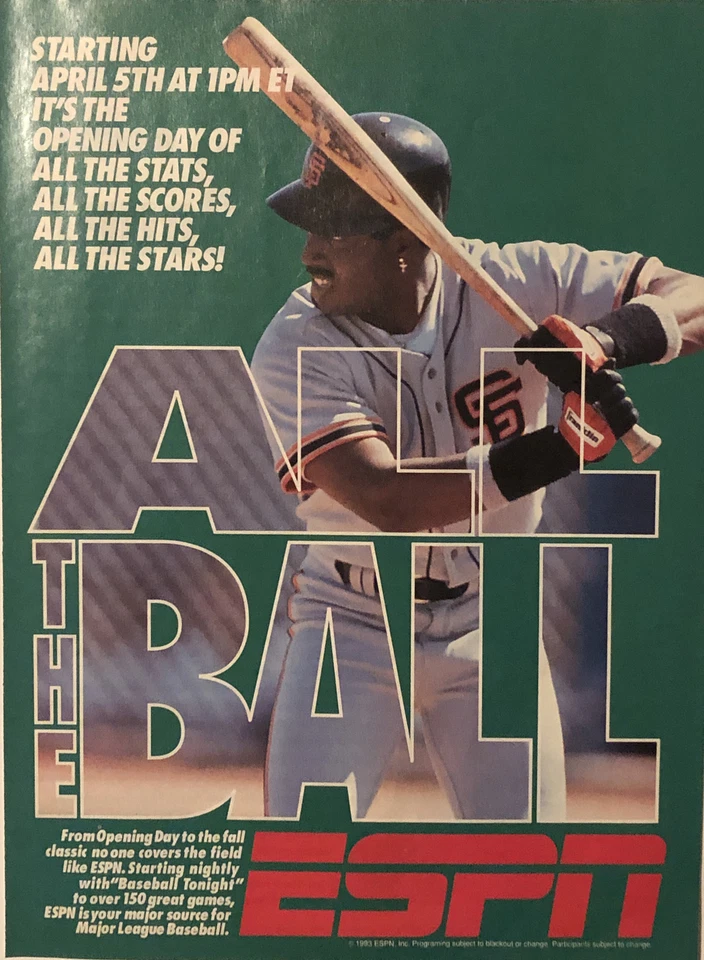 STARTING
APRIL 5TH AT 1PM ET
IT'S THE
OPENING DAY OF
ALL THE STATS,
ALL THE SCORES,
ALL THE HITS,
ALL THE STARS!
SF
SF
Franklin
ALL
THE
BALL
From Opening Day to the fall
classic no one covers the field
like ESPN. Starting nightly
with "Baseball Tonight"
to over 150 great games,
ESPN is your major source for
Major League Baseball.
ESPN
© 1993 ESPN, Inc. Programing subject to blackout or change. Participants subject to change.